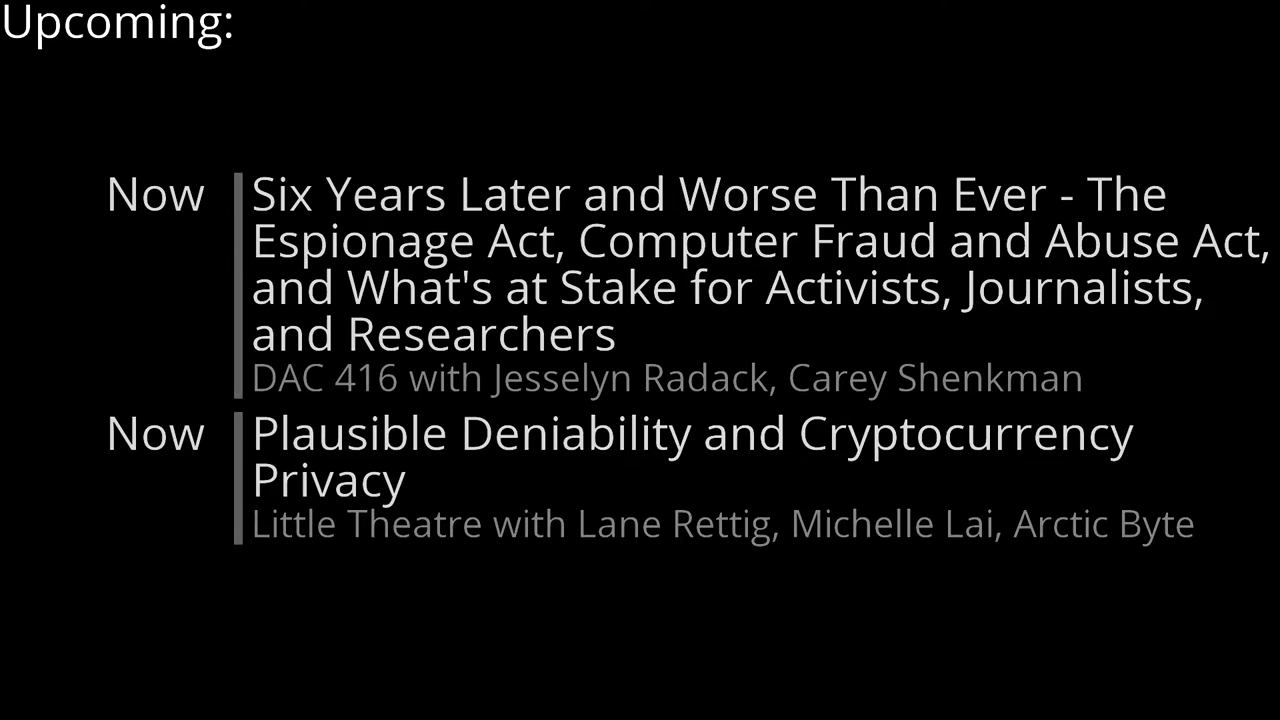 Upcoming:
Now
Six Years Later and Worse Than Ever - The
Espionage Act, Computer Fraud and Abuse Act,
and What's at Stake for Activists, Journalists,
and Researchers
DAC 416 with Jesselyn Radack, Carey Shenkman
Now
Plausible Deniability and Cryptocurrency
Privacy
Little Theatre with Lane Rettig, Michelle Lai, Arctic Byte